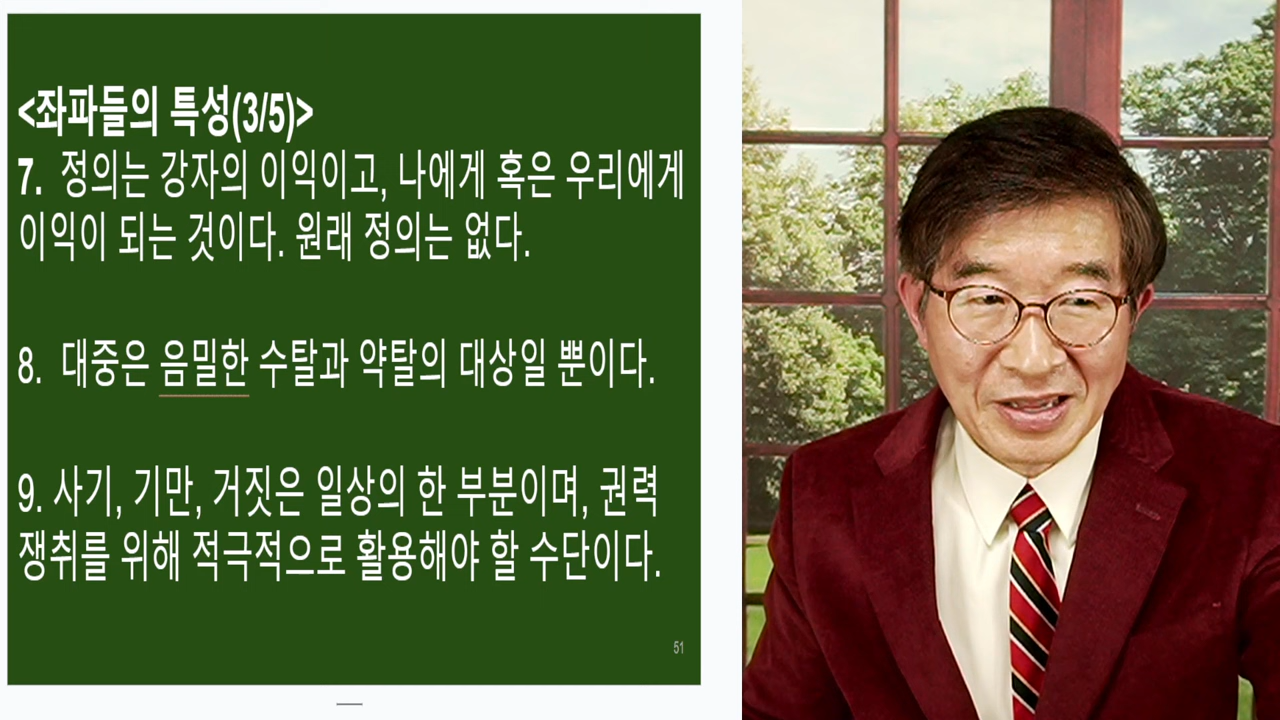 <좌파들의 특성(3/5)>
7. 정의는 강자의 이익이고, 나에게 혹은 우리에게
이익이 되는 것이다. 원래 정의는 없다.
8. 대중은 음밀한 수탈과 약탈의 대상일 뿐이다.
9. 사기, 기만, 거짓은 일상의 한 부분이며, 권력
쟁취를 위해 적극적으로 활용해야 할 수단이다.
51